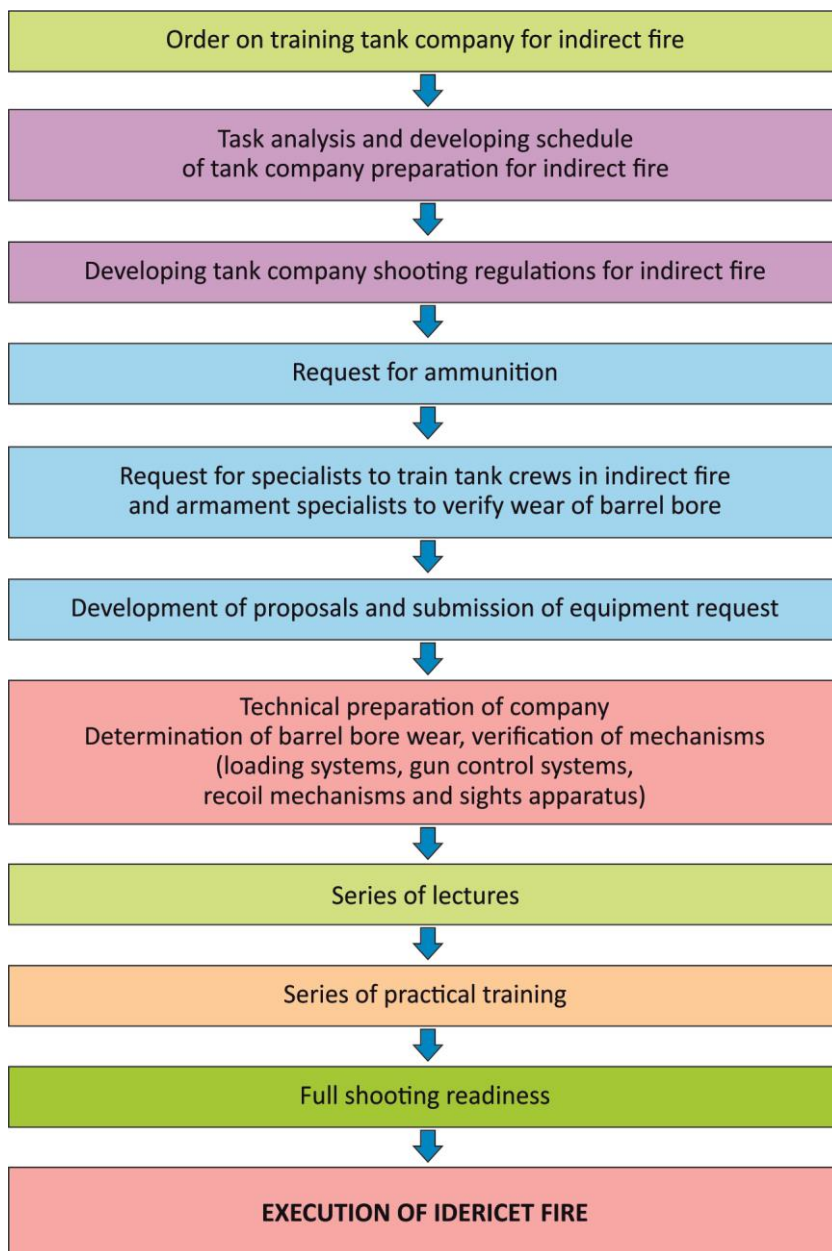 Order on training tank company for indirect fire
Task analysis and developing schedule
of tank company preparation for indirect fire
Developing tank company shooting regulations for indirect fire
Request for ammunition
Request for specialists to train tank crews in indirect fire
and armament specialists to verify wear of barrel bore
Development of proposals and submission of equipment request
Technical preparation of company
Determination of barrel bore wear, verification of mechanisms
(loading systems, gun control systems,
recoil mechanisms and sights apparatus)
Series of lectures
Series of practical training
Full shooting readiness
EXECUTION OF IDERICET FIRE